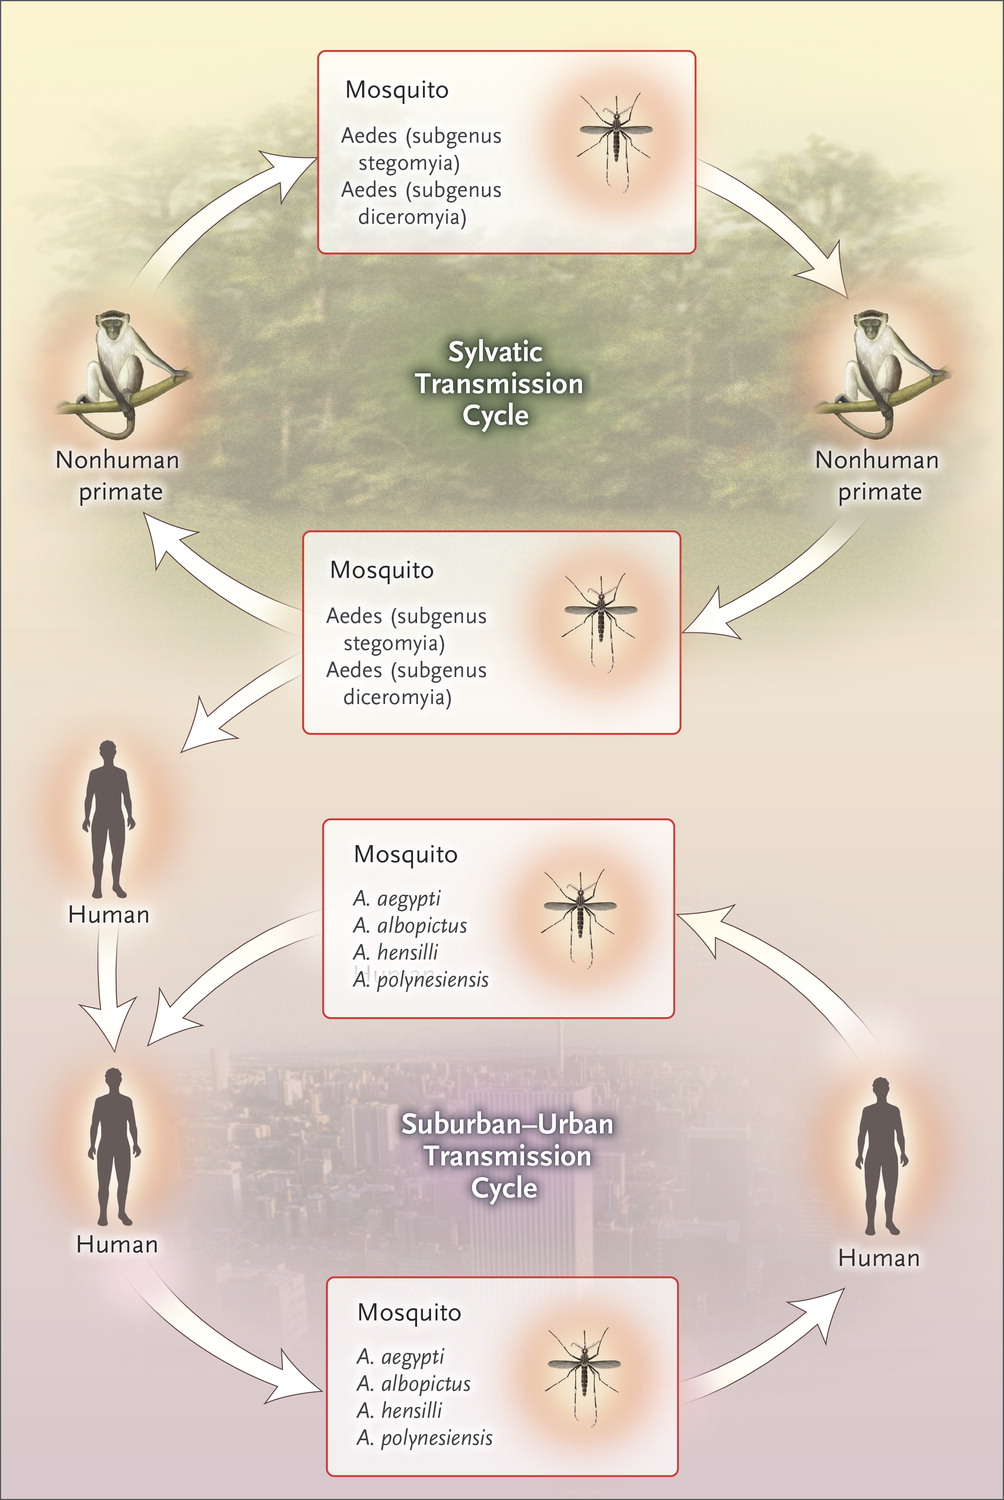 Mosquito
Aedes (subgenus
stegomyia)
Aedes (subgenus
diceromyia)
Sylvatic
Transmission
Cycle
Nonhuman
primate
Nonhuman
primate
Mosquito
Aedes (subgenus
stegomyia)
Aedes (subgenus
diceromyia)
Human
Mosquito
A. aegypti
A. albopictus
A. hensilli
Human
A. polynesiensis
Suburban–Urban
Transmission
Cycle
Human
Human
Mosquito
A. aegypti
A. albopictus
A. hensilli
A. polynesiensis